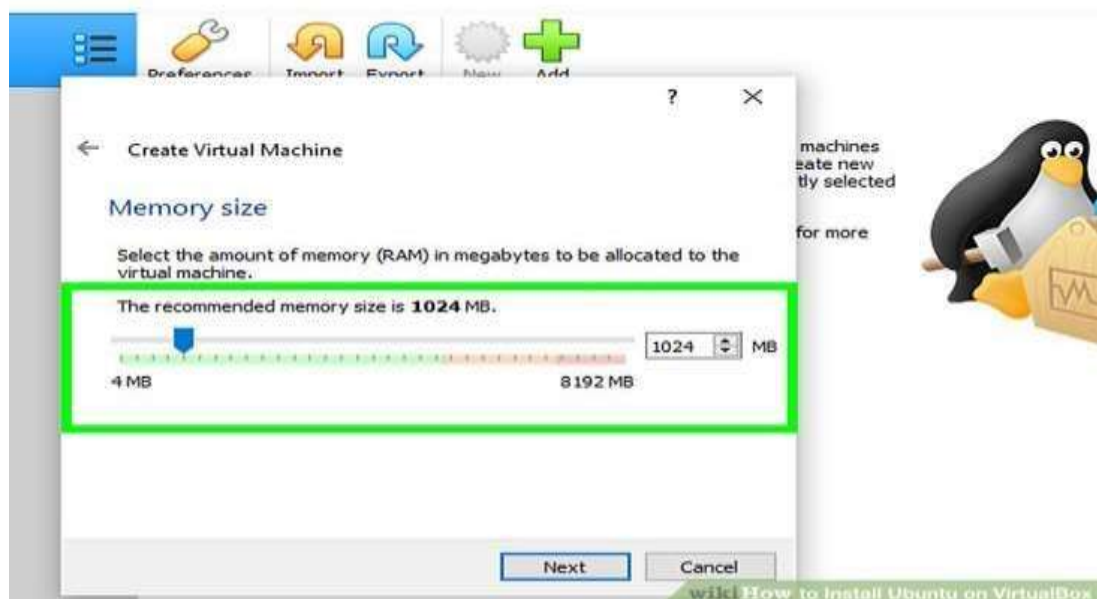 Preferences Import Export New Add
?
Create Virtual Machine
machines
eate new
tly selected
Memory size
for more
Select the amount of memory (RAM) in megabytes to be allocated to the
virtual machine.
The recommended memory size is 1024 MB.
1024 MB
4 MB 8192 MB
Next Cancel
wikiHow to Install Ubuntu on VirtualBox